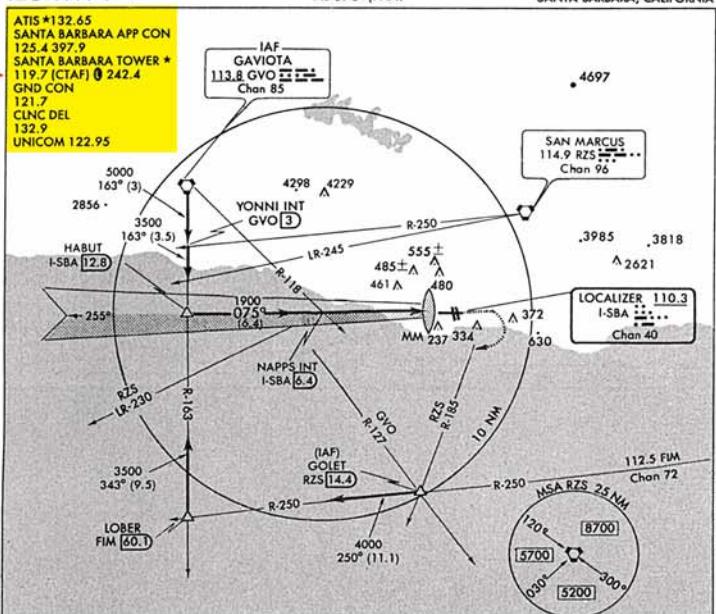 SANTA BARBARA, CALIFORNIA
ATIS ★132.65
SANTA BARBARA APP CON
125.4 397.9
SANTA BARBARA TOWER ★
119.7 (CTAF) 242.4
GND CON
121.7
CLNC DEL
132.9
UNICOM 122.95
IAF
GAVIOTA
113.8 GVO
Chan 85
4697
SAN MARCUS
114.9 RZS
Chan 96
5000
163° (3)
4298
4229
2856
YONNI INT
GVO 3
R-250
3500
163° (3.5)
LR-245
HABUT
I-SBA 12.8
R-118
555±
485±
461
480
3985
3818
2621
LOCALIZER 110.3
I-SBA
Chan 40
255°
1900
075°
(6.4)
MM
237
334
372
630
NAPPS INT
I-SBA 6.4
RZS
LR-230
R-163
GVO
R-127
RZS
R-185
10 NM
3500
343° (9.5)
(IAF)
GOLET
RZS 14.4
112.5 FIM
Chan 72
R-250
R-250
LOBER
FIM 60.1
4000
250° (11.1)
MSA RZS 25 NM
120°
8700
5700
030°
5200
300°